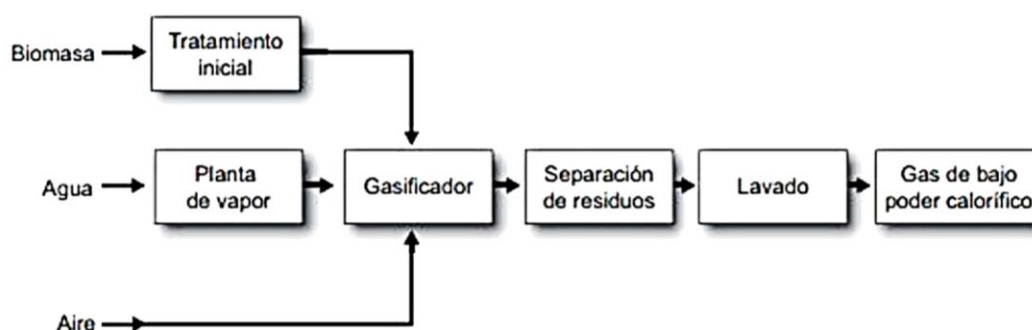 Biomasa
Tratamiento
inicial
Agua
Planta
de vapor
Gasificador
Separación
de residuos
Lavado
Gas de bajo
poder calorífico
Aire